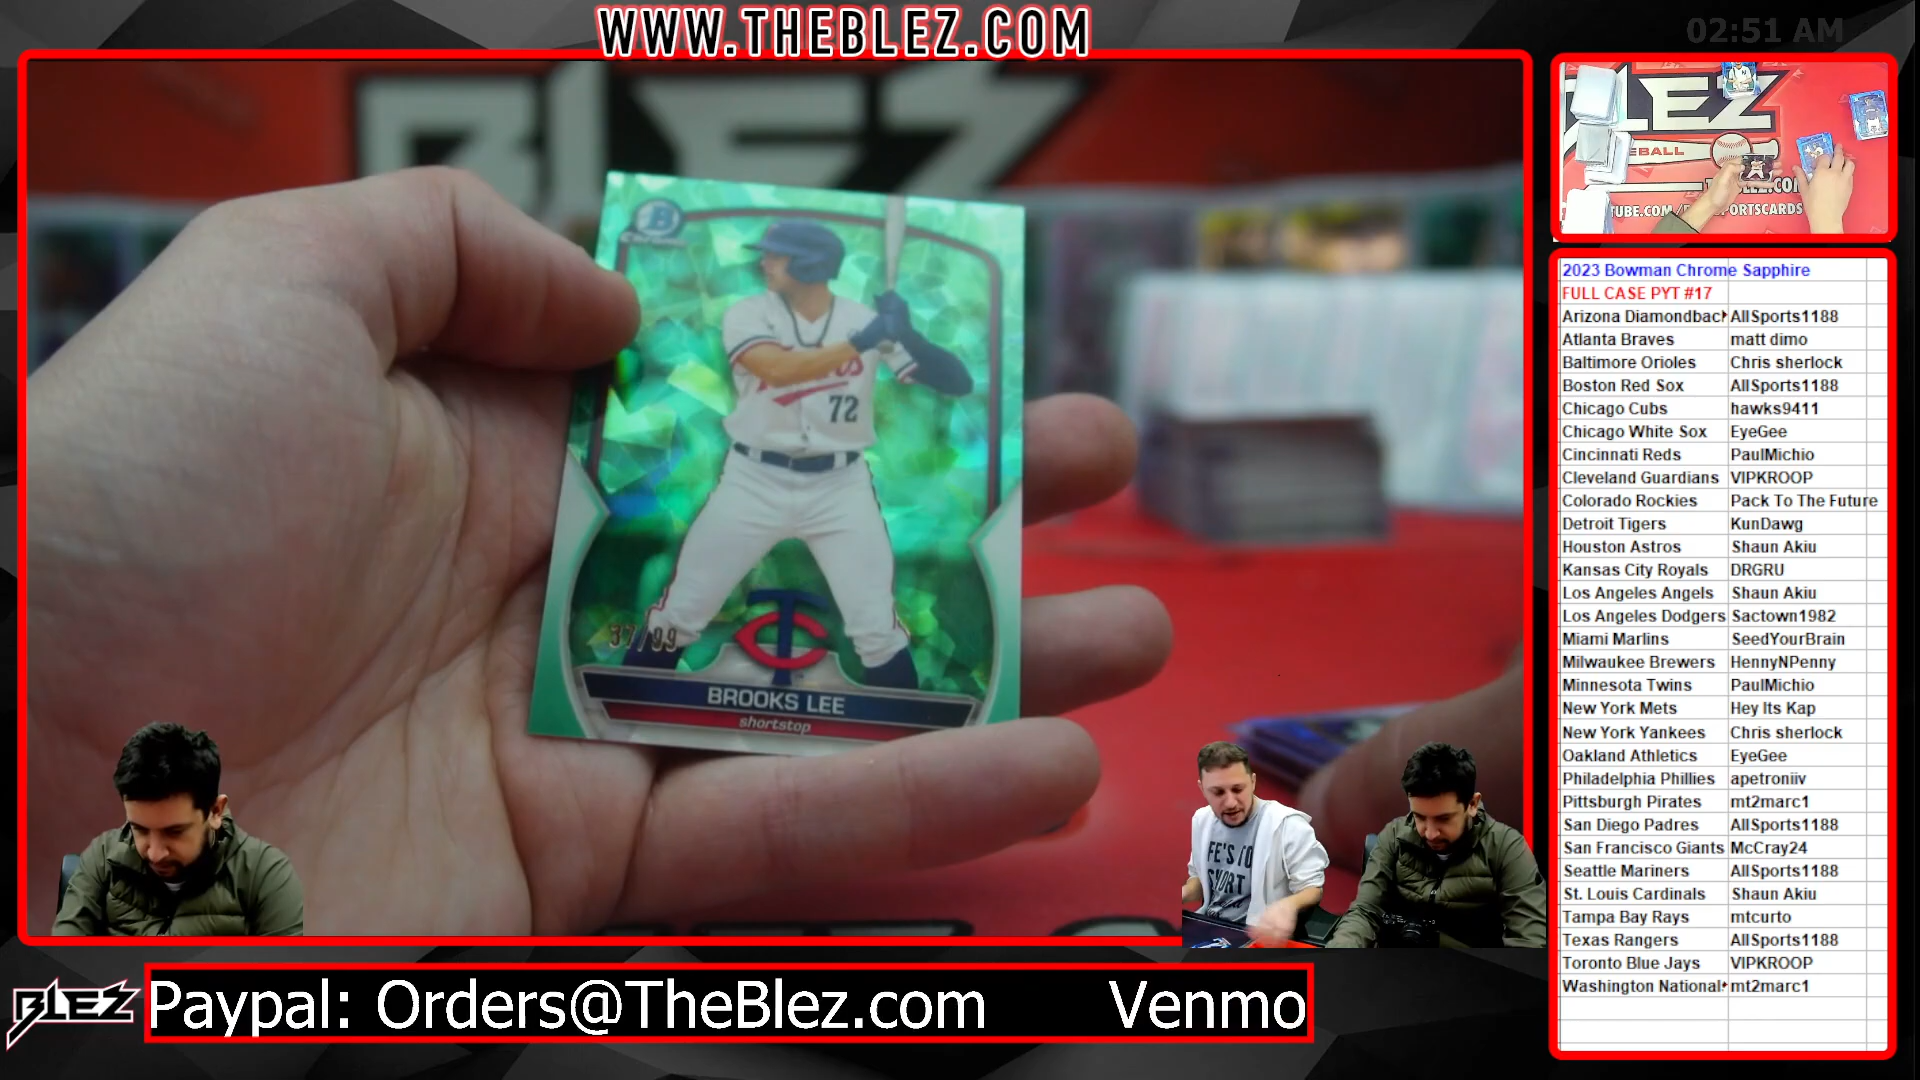 WWW.THEBLEZ.COM
02:51 AM
BLEZ
B
Chrome
72
37/99
TC
BROOKS LEE
shortstop
2023 Bowman Chrome Sapphire
FULL CASE PYT #17
Arizona Diamondbac AllSports1188
Atlanta Braves matt dimo
Baltimore Orioles Chris sherlock
Boston Red Sox AllSports1188
Chicago Cubs hawks9411
Chicago White Sox EyeGee
Cincinnati Reds PaulMichio
Cleveland Guardians VIPKROOP
Colorado Rockies Pack To The Future
Detroit Tigers KunDawg
Houston Astros Shaun Akiu
Kansas City Royals DRGRU
Los Angeles Angels Shaun Akiu
Los Angeles Dodgers Sactown1982
Miami Marlins SeedYourBrain
Milwaukee Brewers HennyNPenny
Minnesota Twins PaulMichio
New York Mets Hey Its Kap
New York Yankees Chris sherlock
Oakland Athletics EyeGee
Philadelphia Phillies apetroniiv
Pittsburgh Pirates mt2marc1
San Diego Padres AllSports1188
San Francisco Giants McCray24
Seattle Mariners AllSports1188
St. Louis Cardinals Shaun Akiu
Tampa Bay Rays mtcurto
Texas Rangers AllSports1188
Toronto Blue Jays VIPKROOP
Washington National mt2marc1
BLEZ
Paypal: Orders@TheBlez.com Venmo